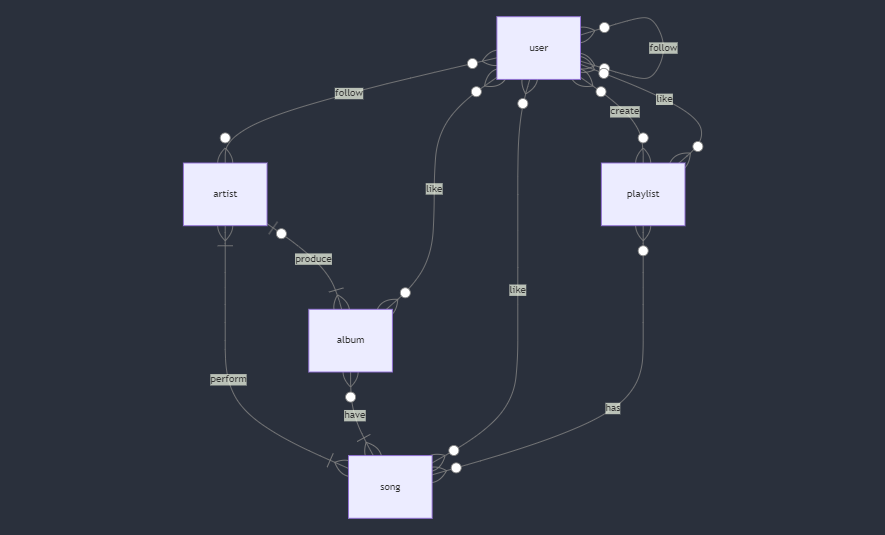 user
follow
follow
like
create
artist
like
playlist
produce
like
album
perform
have
has
song